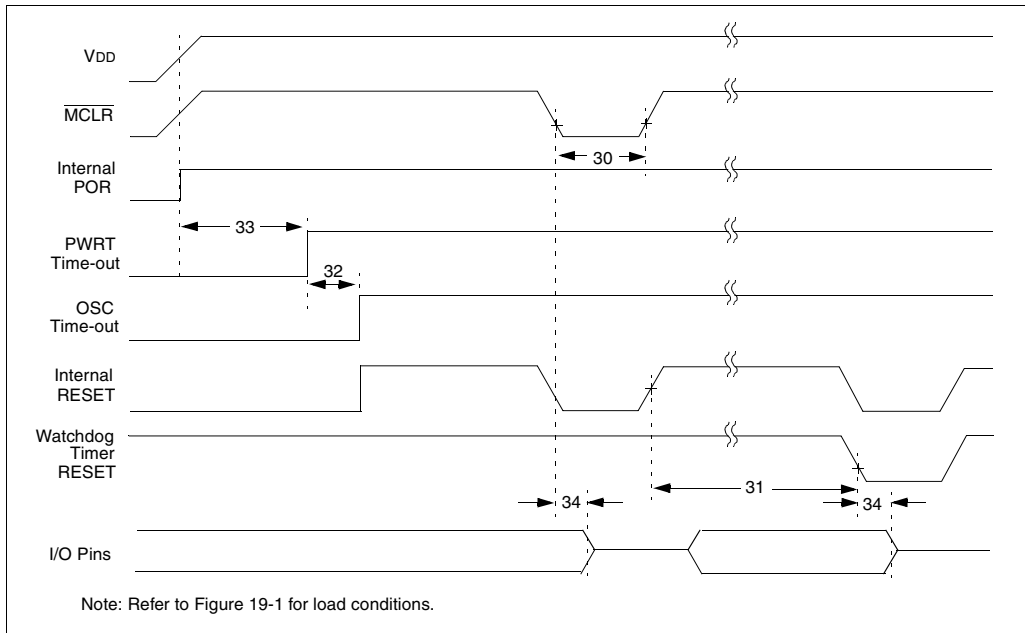 VDD
MCLR
30
Internal
POR
33
PWRT
Time-out
32
OSC
Time-out
Internal
RESET
Watchdog
Timer
RESET
31
34
34
I/O Pins
Note: Refer to Figure 19-1 for load conditions.